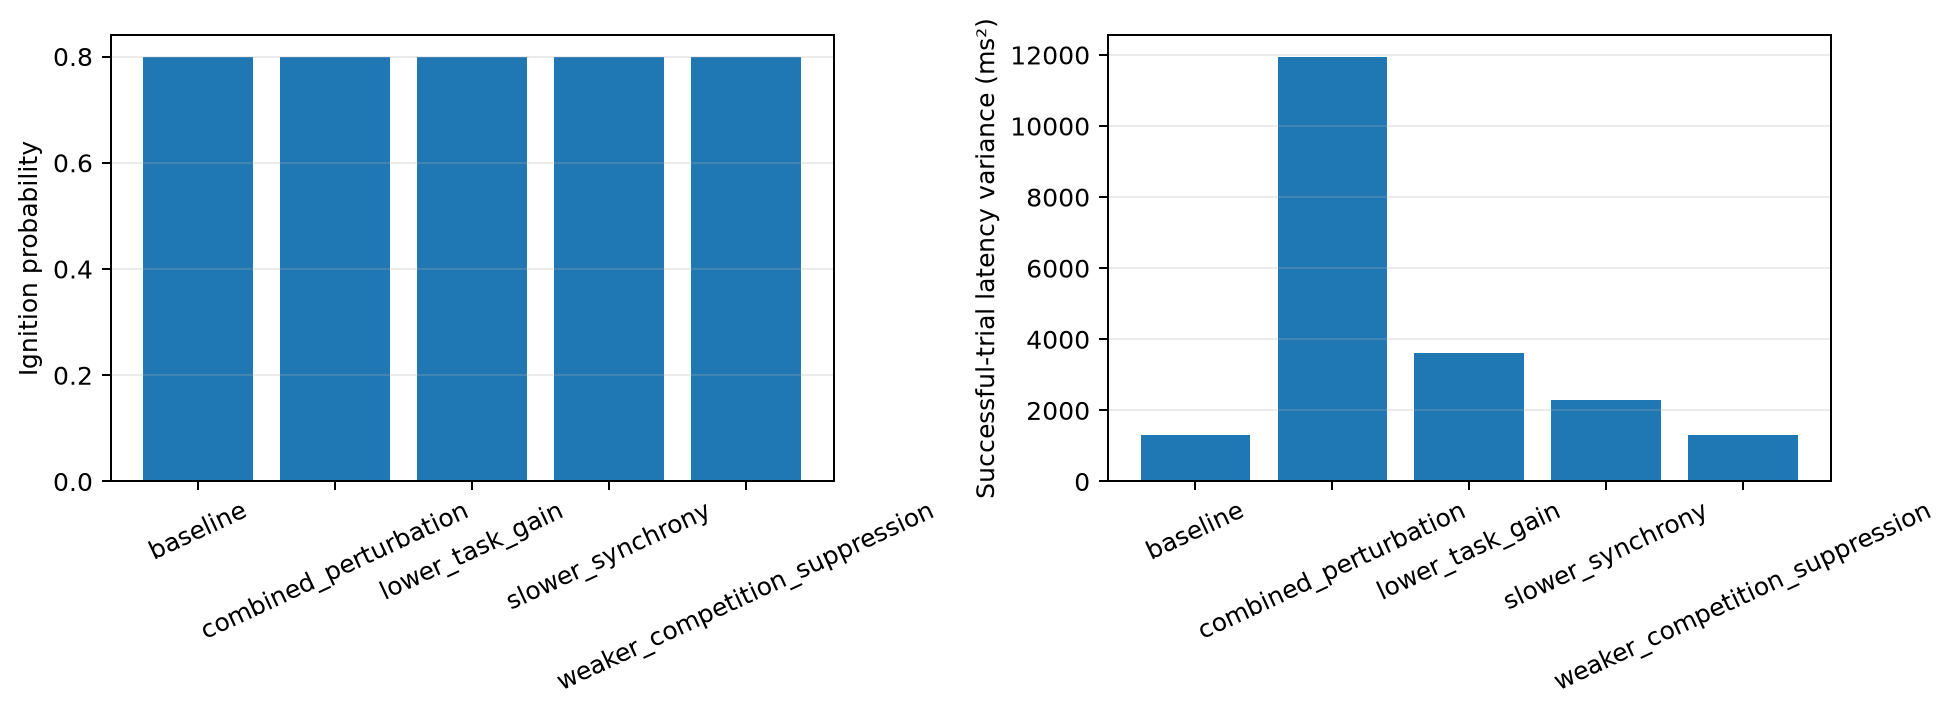 Ignition probability
0.8
0.6
0.4
0.2
0.0
baseline
combined_perturbation
lower_task_gain
slower_synchrony
weaker_competition_suppression
Successful-trial latency variance (ms²)
12000
10000
8000
6000
4000
2000
0
baseline
combined_perturbation
lower_task_gain
slower_synchrony
weaker_competition_suppression